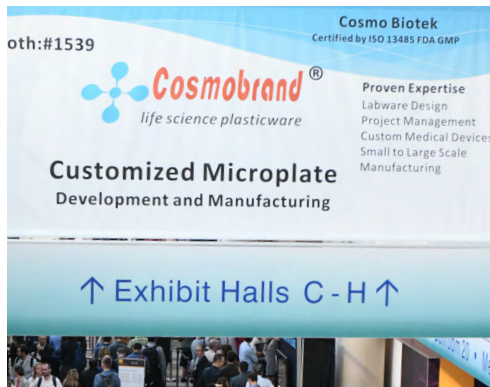 Cosmo Biotek
Certified by ISO 13485 FDA GMP
oth:#1539
Cosmobrand®
life science plasticware
Proven Expertise
Labware Design
Project Management
Custom Medical Devices
Small to Large Scale
Manufacturing
Customized Microplate
Development and Manufacturing
↑ Exhibit Halls C - H ↑